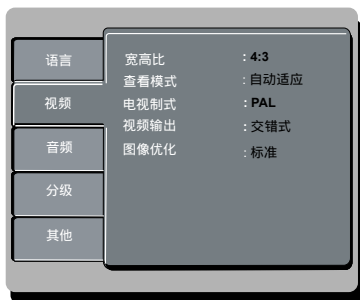 语言
视频
音频
分级
其他
宽高比 : 4:3
查看模式 : 自动适应
电视制式 : PAL
视频输出 : 交错式
图像优化 : 标准